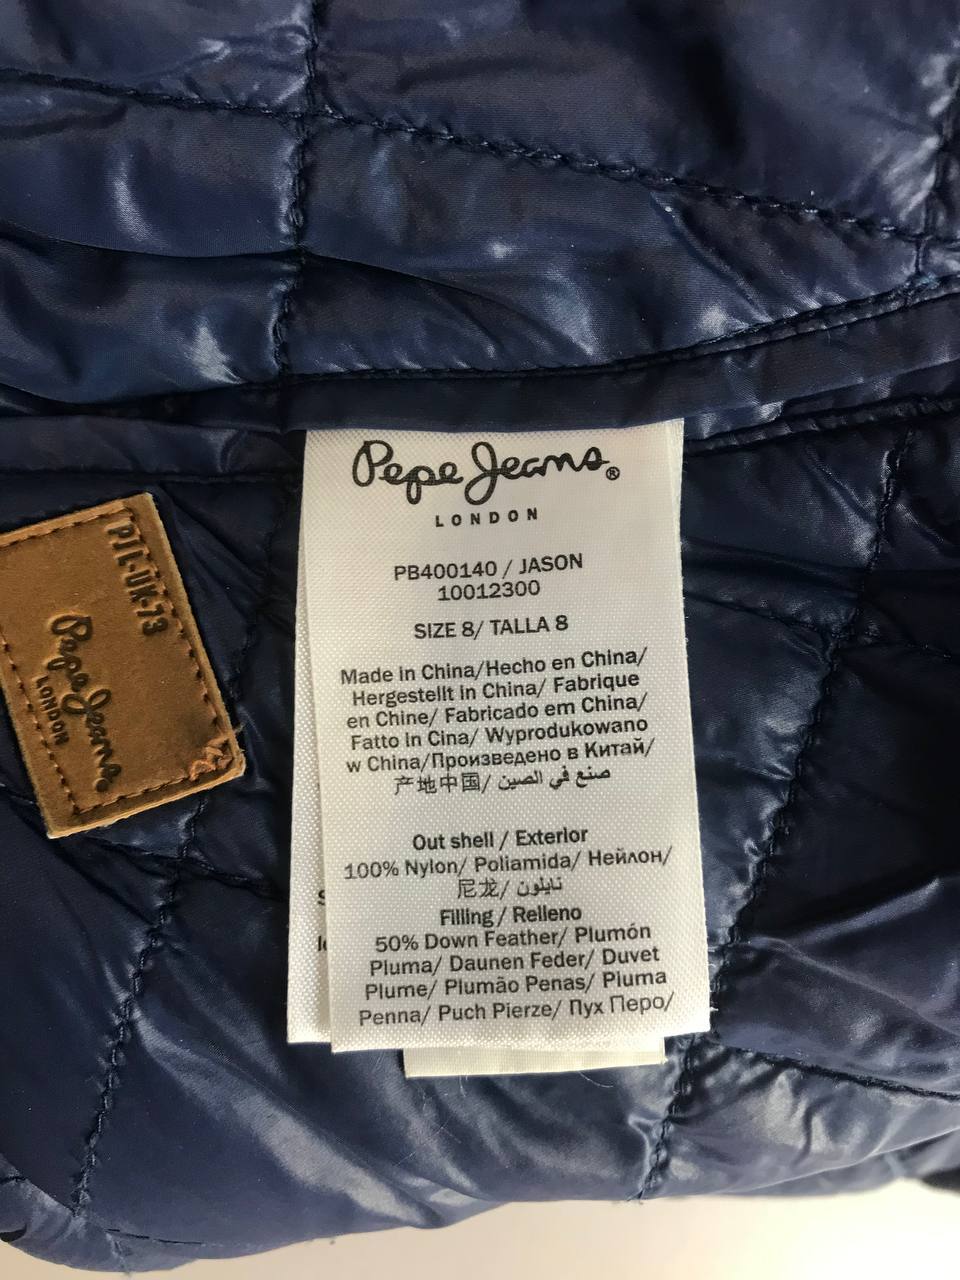 Pepe Jeans®
LONDON
PB400140 / JASON
10012300
SIZE 8/ TALLA 8
Made in China/Hecho en China/
Hergestellt in China/ Fabrique
en Chine/ Fabricado em China/
Fatto In Cina/ Wyprodukowano
w China/Произведено в Китай/
产地中国/ صنع في الصين
Out shell / Exterior
100% Nylon/ Poliamida/ Нейлон/
尼龙/ نايلون
Filling / Relleno
50% Down Feather/ Plumón
Pluma/ Daunen Feder/ Duvet
Plume/ Plumão Penas/ Pluma
Penna/ Puch Pierze/ Пух Перо/
PTL-UK-73
Pepe Jeans
LONDON